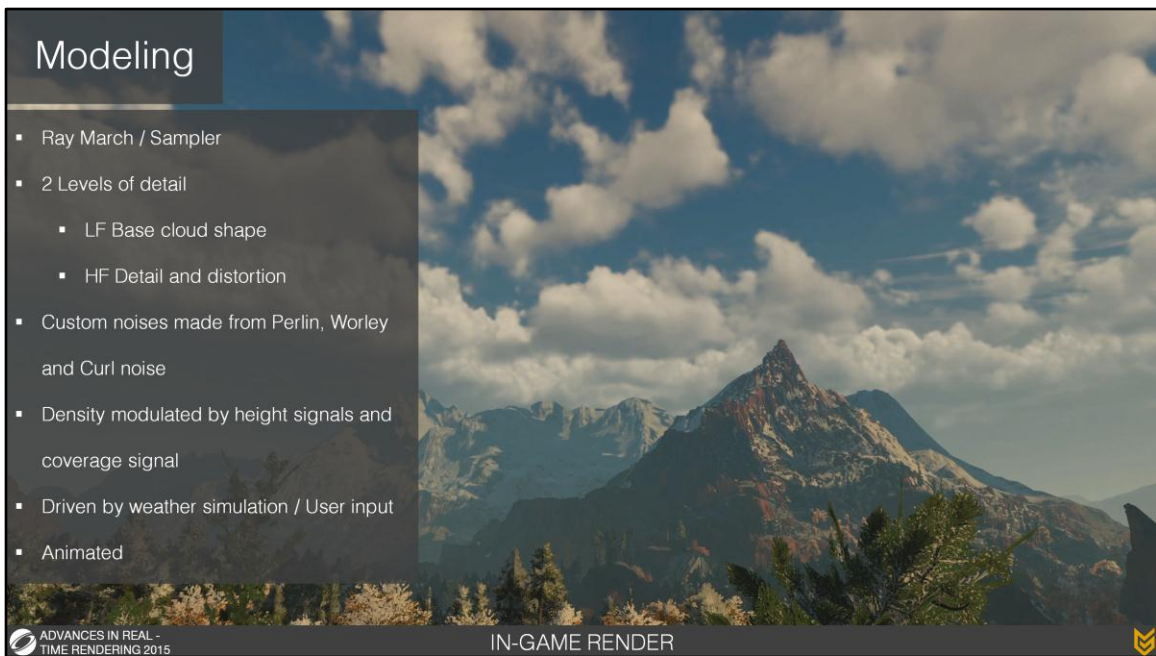 Modeling
▪ Ray March / Sampler
▪ 2 Levels of detail
▪ LF Base cloud shape
▪ HF Detail and distortion
▪ Custom noises made from Perlin, Worley
and Curl noise
▪ Density modulated by height signals and
coverage signal
▪ Driven by weather simulation / User input
▪ Animated
ADVANCES IN REAL -
TIME RENDERING 2015
IN-GAME RENDER